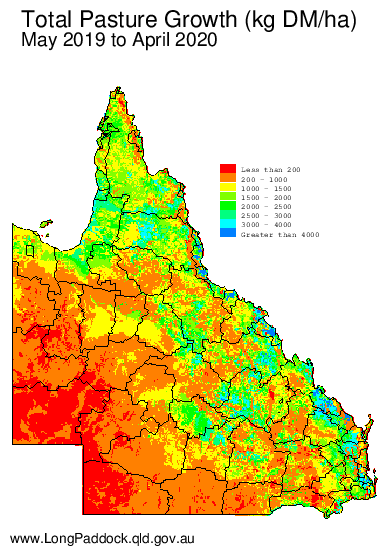 Total Pasture Growth (kg DM/ha)
May 2019 to April 2020
Less than 200
200 - 1000
1000 - 1500
1500 - 2000
2000 - 2500
2500 - 3000
3000 - 4000
Greater than 4000
www.LongPaddock.qld.gov.au